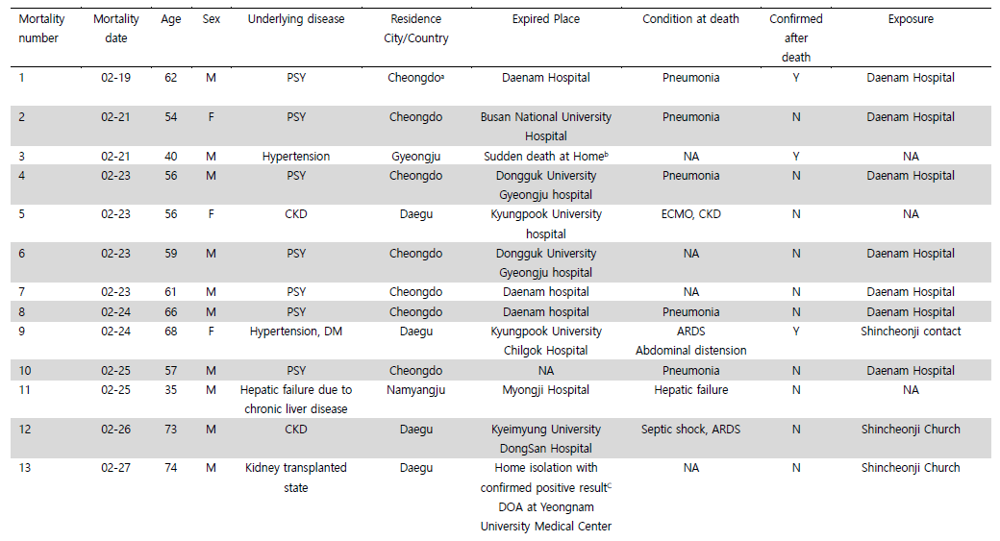 Mortality number Mortality date Age Sex Underlying disease Residence City/Country Expired Place Condition at death Confirmed after death Exposure
1 02-19 62 M PSY Cheongdoᵃ Daenam Hospital Pneumonia Y Daenam Hospital
2 02-21 54 F PSY Cheongdo Busan National University Hospital Pneumonia N Daenam Hospital
3 02-21 40 M Hypertension Gyeongju Sudden death at Homeᵇ NA Y NA
4 02-23 56 M PSY Cheongdo Dongguk University Gyeongju hospital Pneumonia N Daenam Hospital
5 02-23 56 F CKD Daegu Kyungpook University hospital ECMO, CKD N NA
6 02-23 59 M PSY Cheongdo Dongguk University Gyeongju hospital NA N Daenam Hospital
7 02-23 61 M PSY Cheongdo Daenam hospital NA N Daenam Hospital
8 02-24 66 M PSY Cheongdo Daenam hospital Pneumonia N Daenam Hospital
9 02-24 68 F Hypertension, DM Daegu Kyungpook University Chilgok Hospital ARDS Abdominal distension Y Shincheonji contact
10 02-25 57 M PSY Cheongdo NA Pneumonia N Daenam Hospital
11 02-25 35 M Hepatic failure due to chronic liver disease Namyangju Myongji Hospital Hepatic failure N NA
12 02-26 73 M CKD Daegu Kyeimyung University DongSan Hospital Septic shock, ARDS N Shincheonji Church
13 02-27 74 M Kidney transplanted state Daegu Home isolation with confirmed positive resultᶜ DOA at Yeongnam University Medical Center NA N Shincheonji Church